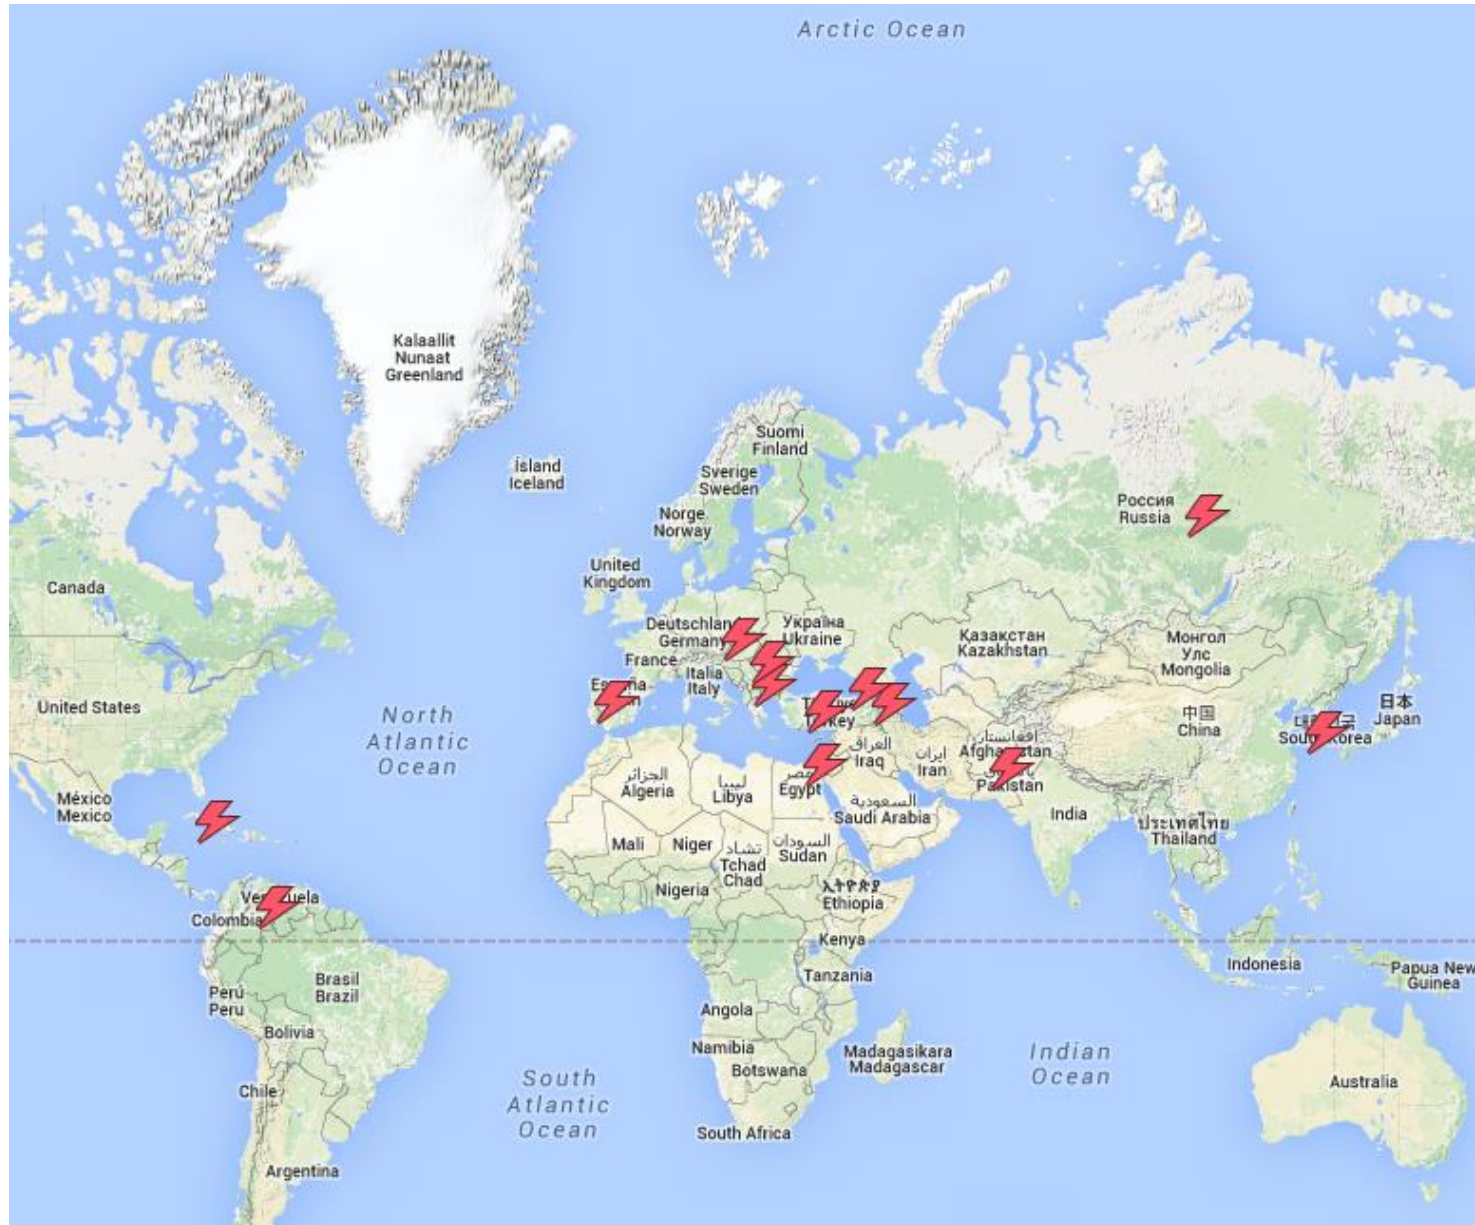 Arctic Ocean
Kalaallit
Nunaat
Greenland
Suomi
Finland
Ísland
Iceland
Sverige
Sweden
Norge
Norway
Россия
Russia
United
Kingdom
Canada
Deutschlan
Germany
Україна
Ukraine
Қазақстан
Kazakhstan
Монгол
Улс
Mongolia
France
Italia
Italy
United States
North
Atlantic
Ocean
中国
China
日本
Japan
South Korea
العراق
Iraq
ایران
Iran
Pakistan
الجزائر
Algeria
ليبيا
Libya
Egypt
السعودية
Saudi Arabia
México
Mexico
India
ประเทศไทย
Thailand
Mali
Niger
تشاد
Tchad
Chad
السودان
Sudan
Nigeria
ኢትዮጵያ
Ethiopia
Colombia
Kenya
Indonesia
Papua New
Guinea
Tanzania
Brasil
Brazil
Perú
Peru
Angola
Bolivia
Namibia
Botswana
Madagasikara
Madagascar
Indian
Ocean
Australia
Chile
South
Atlantic
Ocean
South Africa
Argentina